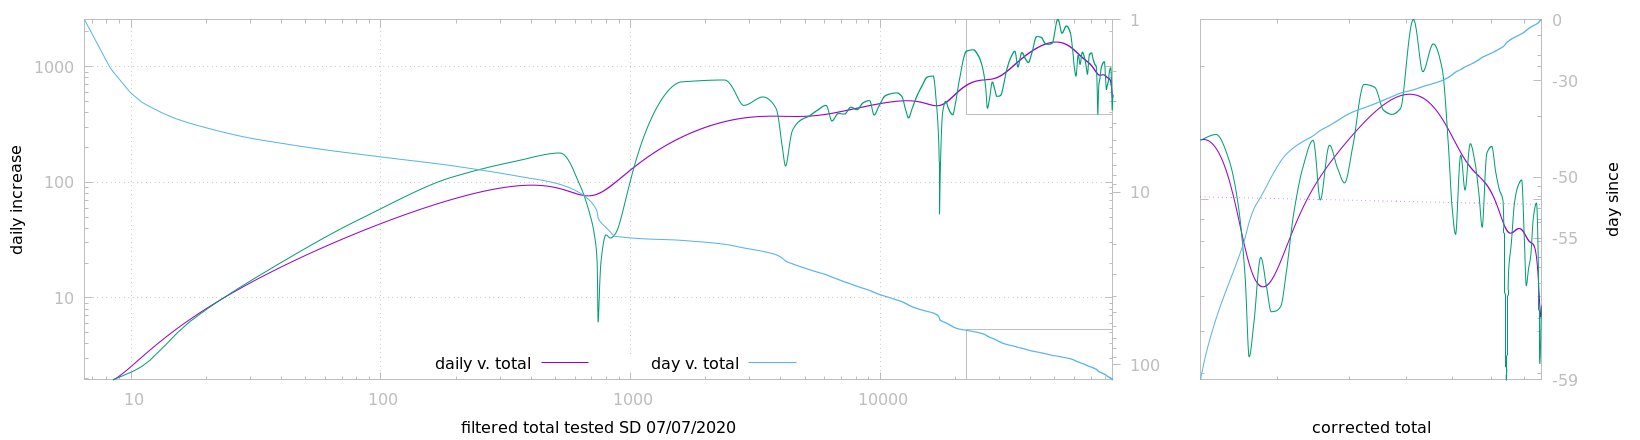 1
0
1000
-30
daily increase
100
10
-50
day since
-55
10
daily v. total
day v. total
100
-59
10
100
1000
10000
filtered total tested SD 07/07/2020
corrected total